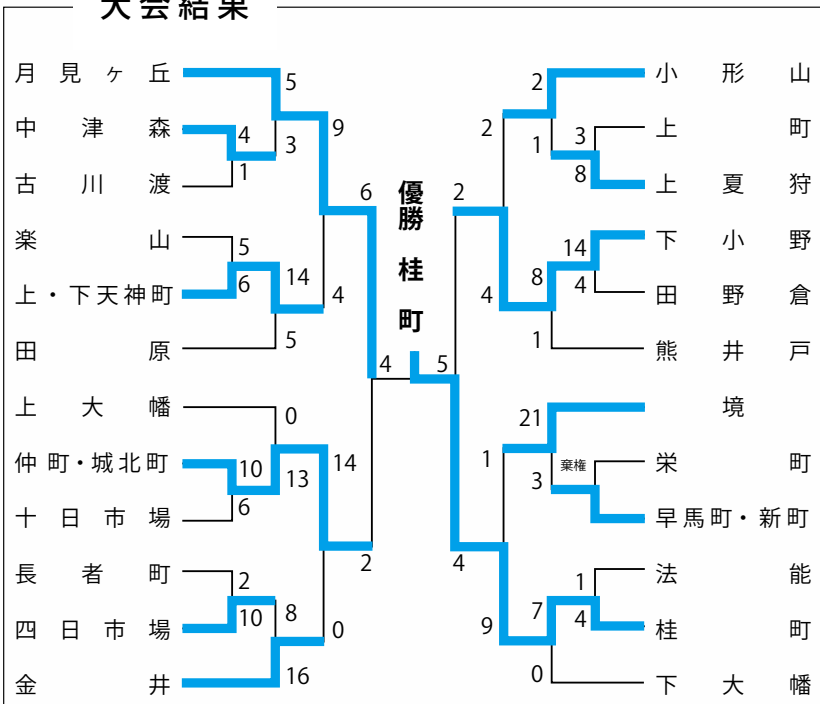 大会結果
月見ヶ丘
中津森
古川渡
楽山
上・下天神町
田原
上大幡
仲町・城北町
十日市場
長者町
四日市場
金井
5
4
3
1
9
5
6
14
5
4
6
0
10
13
6
14
2
10
8
16
0
2
4
優勝 桂町
5
2
4
2
4
1
9
2
1
3
8
14
8
4
1
21
棄権
3
1
7
4
0
小形山
上町
上夏狩
下小野
田野倉
熊井戸
境
栄町
早馬町・新町
法能
桂町
下大幡